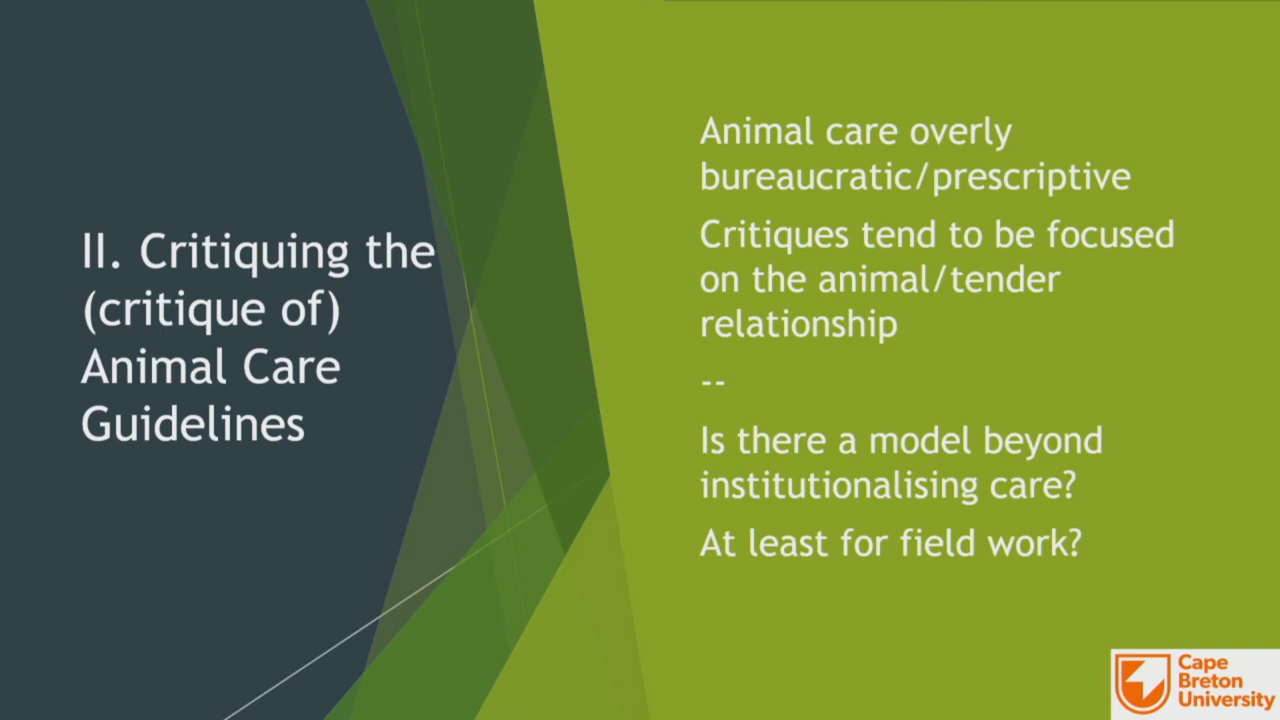 II. Critiquing the
(critique of)
Animal Care
Guidelines
Animal care overly
bureaucratic/prescriptive
Critiques tend to be focused
on the animal/tender
relationship
--
Is there a model beyond
institutionalising care?
At least for field work?
Cape
Breton
University